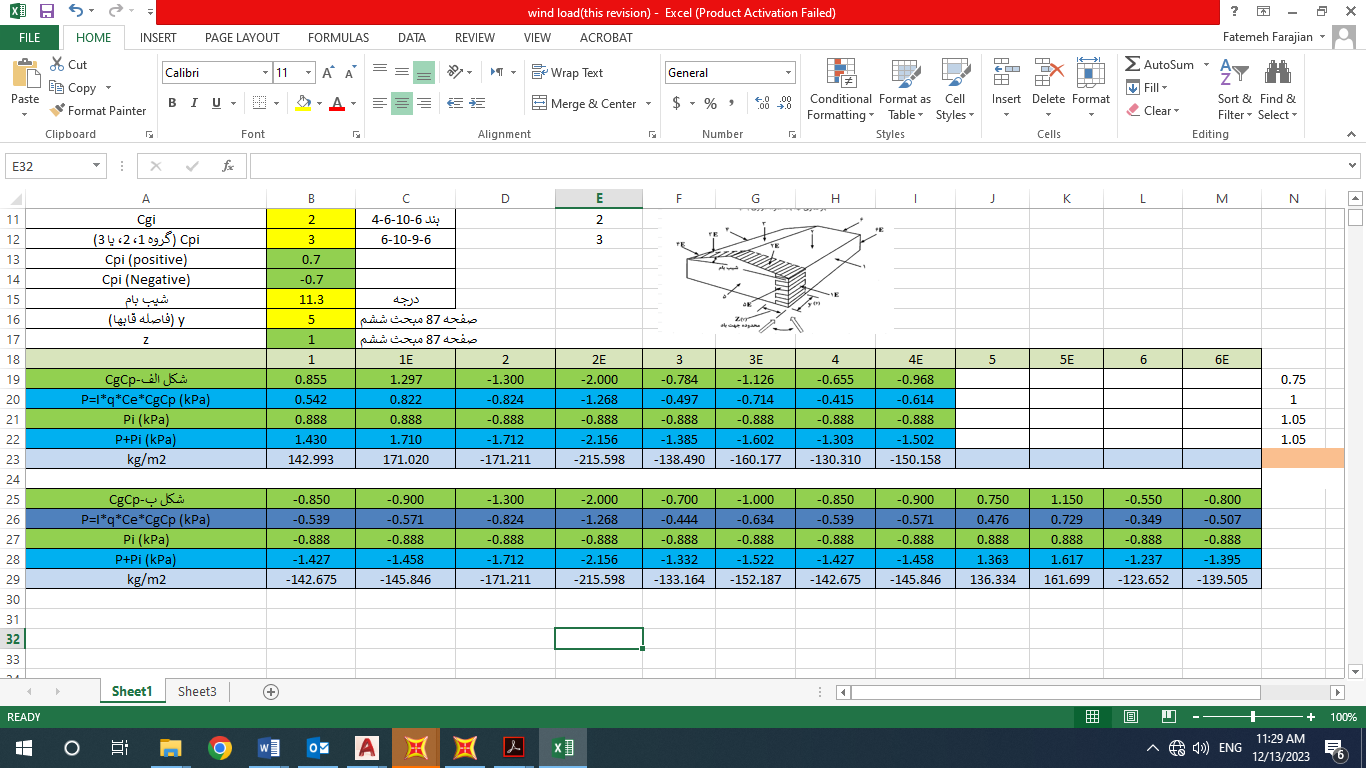 wind load(this revision) - Excel (Product Activation Failed)
FILE HOME INSERT PAGE LAYOUT FORMULAS DATA REVIEW VIEW ACROBAT Fatemeh Farajian
Cut
Copy
Format Painter
Paste
Calibri 11
B I U
Wrap Text
Merge & Center
General
$ % ,
Conditional Formatting
Format as Table
Cell Styles
Insert Delete Format
AutoSum
Fill
Clear
Sort & Filter
Find & Select
Clipboard Font Alignment Number Styles Cells Editing
E32 fx
A B C D E F G H I J K L M N
11 Cgi 2 بند 6-10-6-4 2
12 Cpi (گروه 1، 2، یا 3) 3 6-10-9-6 3
13 Cpi (positive) 0.7
14 Cpi (Negative) -0.7
15 شیب بام 11.3 درجه
16 y (فاصله قابها) 5 صفحه 87 مبحث ششم
17 z 1 صفحه 87 مبحث ششم
18 1 1E 2 2E 3 3E 4 4E 5 5E 6 6E
19 شکل الف-CgCp 0.855 1.297 -1.300 -2.000 -0.784 -1.126 -0.655 -0.968 0.75
20 P=I*q*Ce*CgCp (kPa) 0.542 0.822 -0.824 -1.268 -0.497 -0.714 -0.415 -0.614 1
21 Pi (kPa) 0.888 0.888 -0.888 -0.888 -0.888 -0.888 -0.888 -0.888 1.05
22 P+Pi (kPa) 1.430 1.710 -1.712 -2.156 -1.385 -1.602 -1.303 -1.502 1.05
23 kg/m2 142.993 171.020 -171.211 -215.598 -138.490 -160.177 -130.310 -150.158
24
25 شکل ب-CgCp -0.850 -0.900 -1.300 -2.000 -0.700 -1.000 -0.850 -0.900 0.750 1.150 -0.550 -0.800
26 P=I*q*Ce*CgCp (kPa) -0.539 -0.571 -0.824 -1.268 -0.444 -0.634 -0.539 -0.571 0.476 0.729 -0.349 -0.507
27 Pi (kPa) -0.888 -0.888 -0.888 -0.888 -0.888 -0.888 -0.888 -0.888 0.888 0.888 -0.888 -0.888
28 P+Pi (kPa) -1.427 -1.458 -1.712 -2.156 -1.332 -1.522 -1.427 -1.458 1.363 1.617 -1.237 -1.395
29 kg/m2 -142.675 -145.846 -171.211 -215.598 -133.164 -152.187 -142.675 -145.846 136.334 161.699 -123.652 -139.505
30
31
32
33
شیب بام
محدوده جهت باد
Sheet1 Sheet3
READY 100%
ENG 11:29 AM
12/13/2023
6